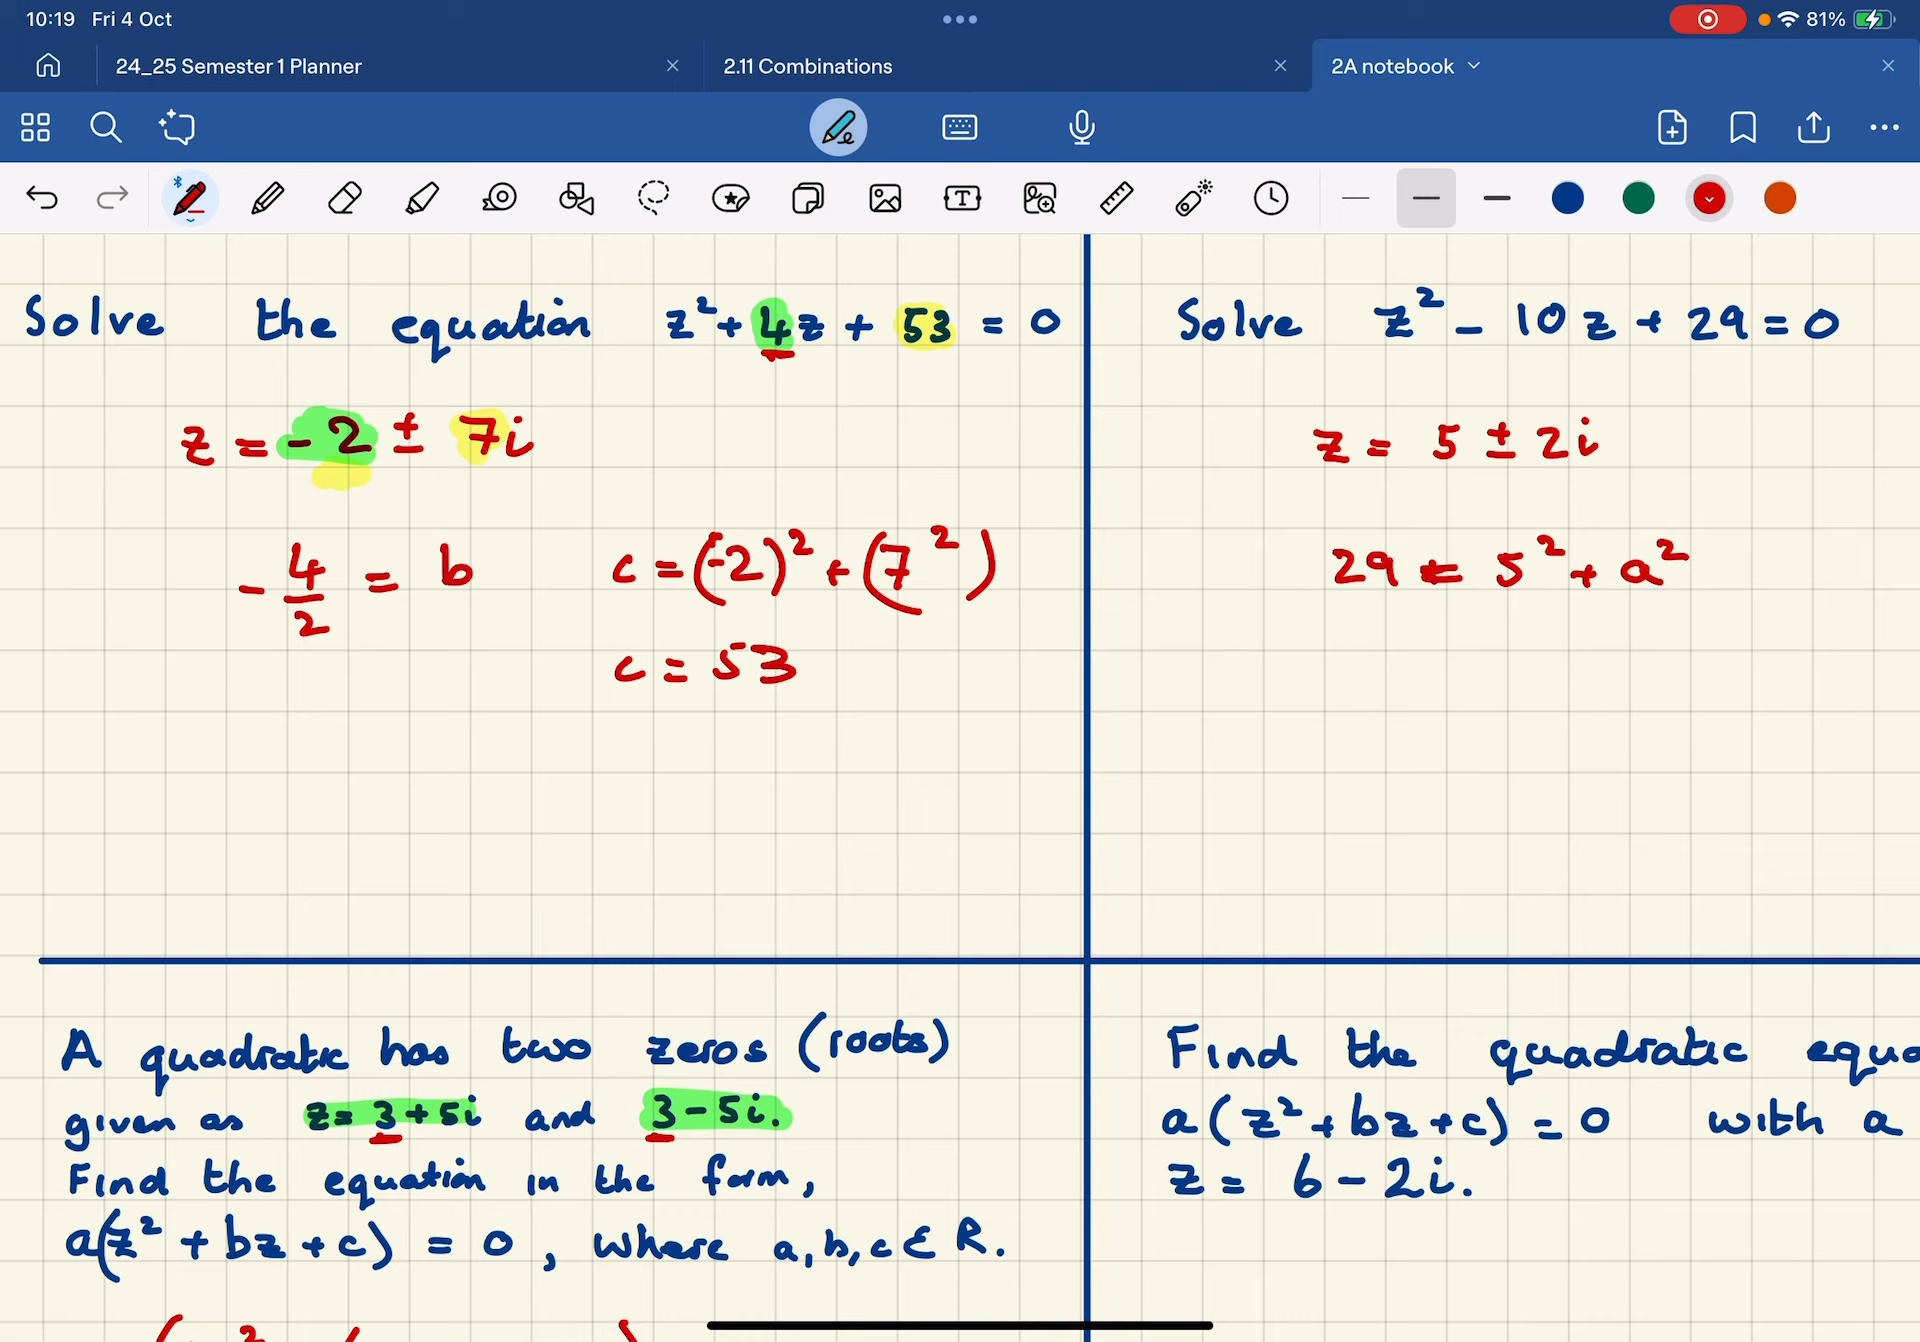 10:19 Fri 4 Oct
81%
24_25 Semester 1 Planner
2.11 Combinations
2A notebook
Solve the equation z² + 4z + 53 = 0
z = -2 ± 7i
-4/2 = b
c = (-2)² + (7²)
c = 53
Solve z² - 10z + 29 = 0
z = 5 ± 2i
29 = 5² + a²
A quadratic has two zeros (roots)
given as z = 3 + 5i and 3 - 5i.
Find the equation in the form,
a(z² + bz + c) = 0, where a, b, c ∈ R.
Find the quadratic equa
a(z² + bz + c) = 0 with a
z = 6 - 2i.